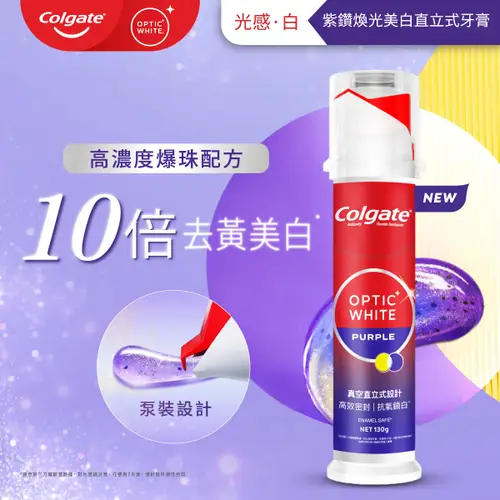 Colgate®
OPTIC
WHITE
光感·白
紫鑽煥光美白直立式牙膏
高濃度爆珠配方
10倍去黃美白*
泵裝設計
NEW
Colgate®
Anticavity Fluoride Toothpaste
OPTIC
WHITE
PURPLE
真空直立式設計
高效密封|抗氧鎖白
ENAMEL SAFE*
NET 130g